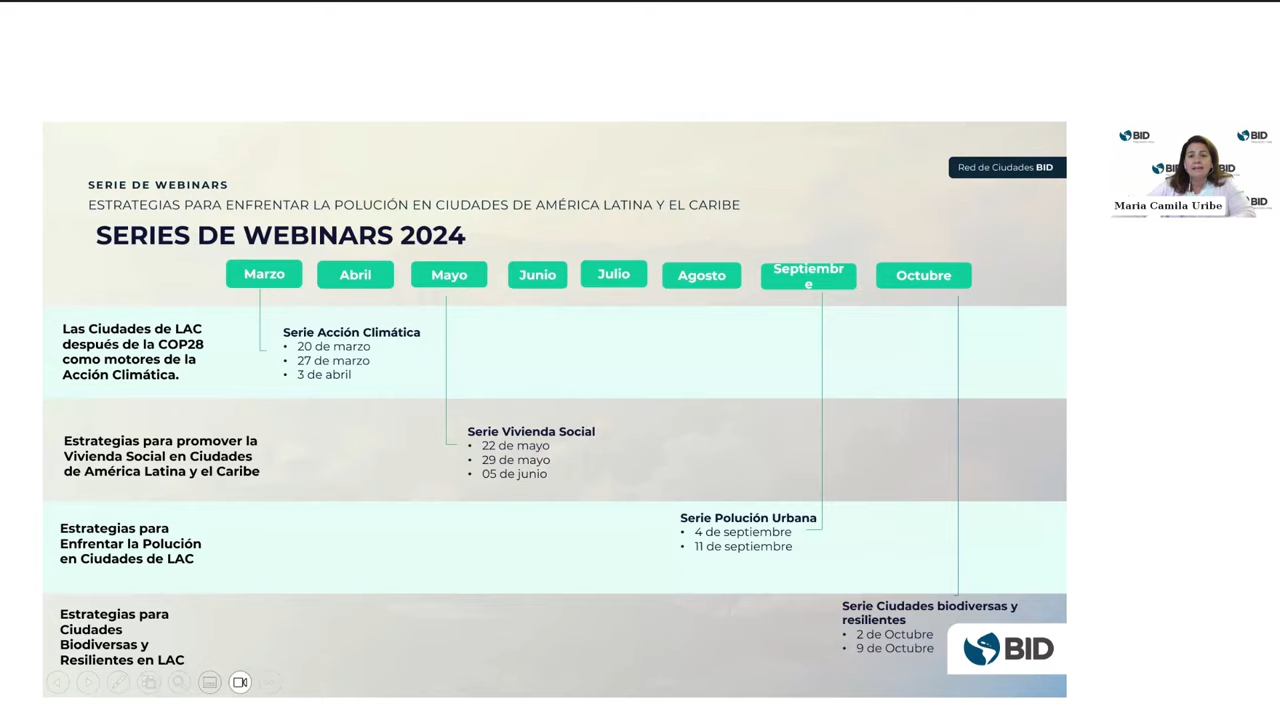 SERIE DE WEBINARS
Red de Ciudades BID
ESTRATEGIAS PARA ENFRENTAR LA POLUCIÓN EN CIUDADES DE AMÉRICA LATINA Y EL CARIBE
SERIES DE WEBINARS 2024
Marzo
Abril
Mayo
Junio
Julio
Agosto
Septiembr
e
Octubre
Las Ciudades de LAC
después de la COP28
como motores de la
Acción Climática.
Serie Acción Climática
• 20 de marzo
• 27 de marzo
• 3 de abril
Estrategias para promover la
Vivienda Social en Ciudades
de América Latina y el Caribe
Serie Vivienda Social
• 22 de mayo
• 29 de mayo
• 05 de junio
Estrategias para
Enfrentar la Polución
en Ciudades de LAC
Serie Polución Urbana
• 4 de septiembre
• 11 de septiembre
Estrategias para
Ciudades
Biodiversas y
Resilientes en LAC
Serie Ciudades biodiversas y
resilientes
• 2 de Octubre
• 9 de Octubre
BID
BID
BID
BID
BID
Maria Camila Uribe